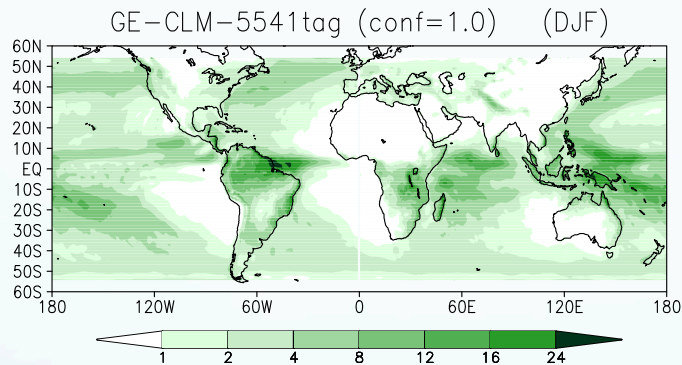 GE-CLM-5541tag (conf=1.0) (DJF)
60N
50N
40N
30N
20N
10N
EQ
10S
20S
30S
40S
50S
60S
180 120W 60W 0 60E 120E 180
1 2 4 8 12 16 24